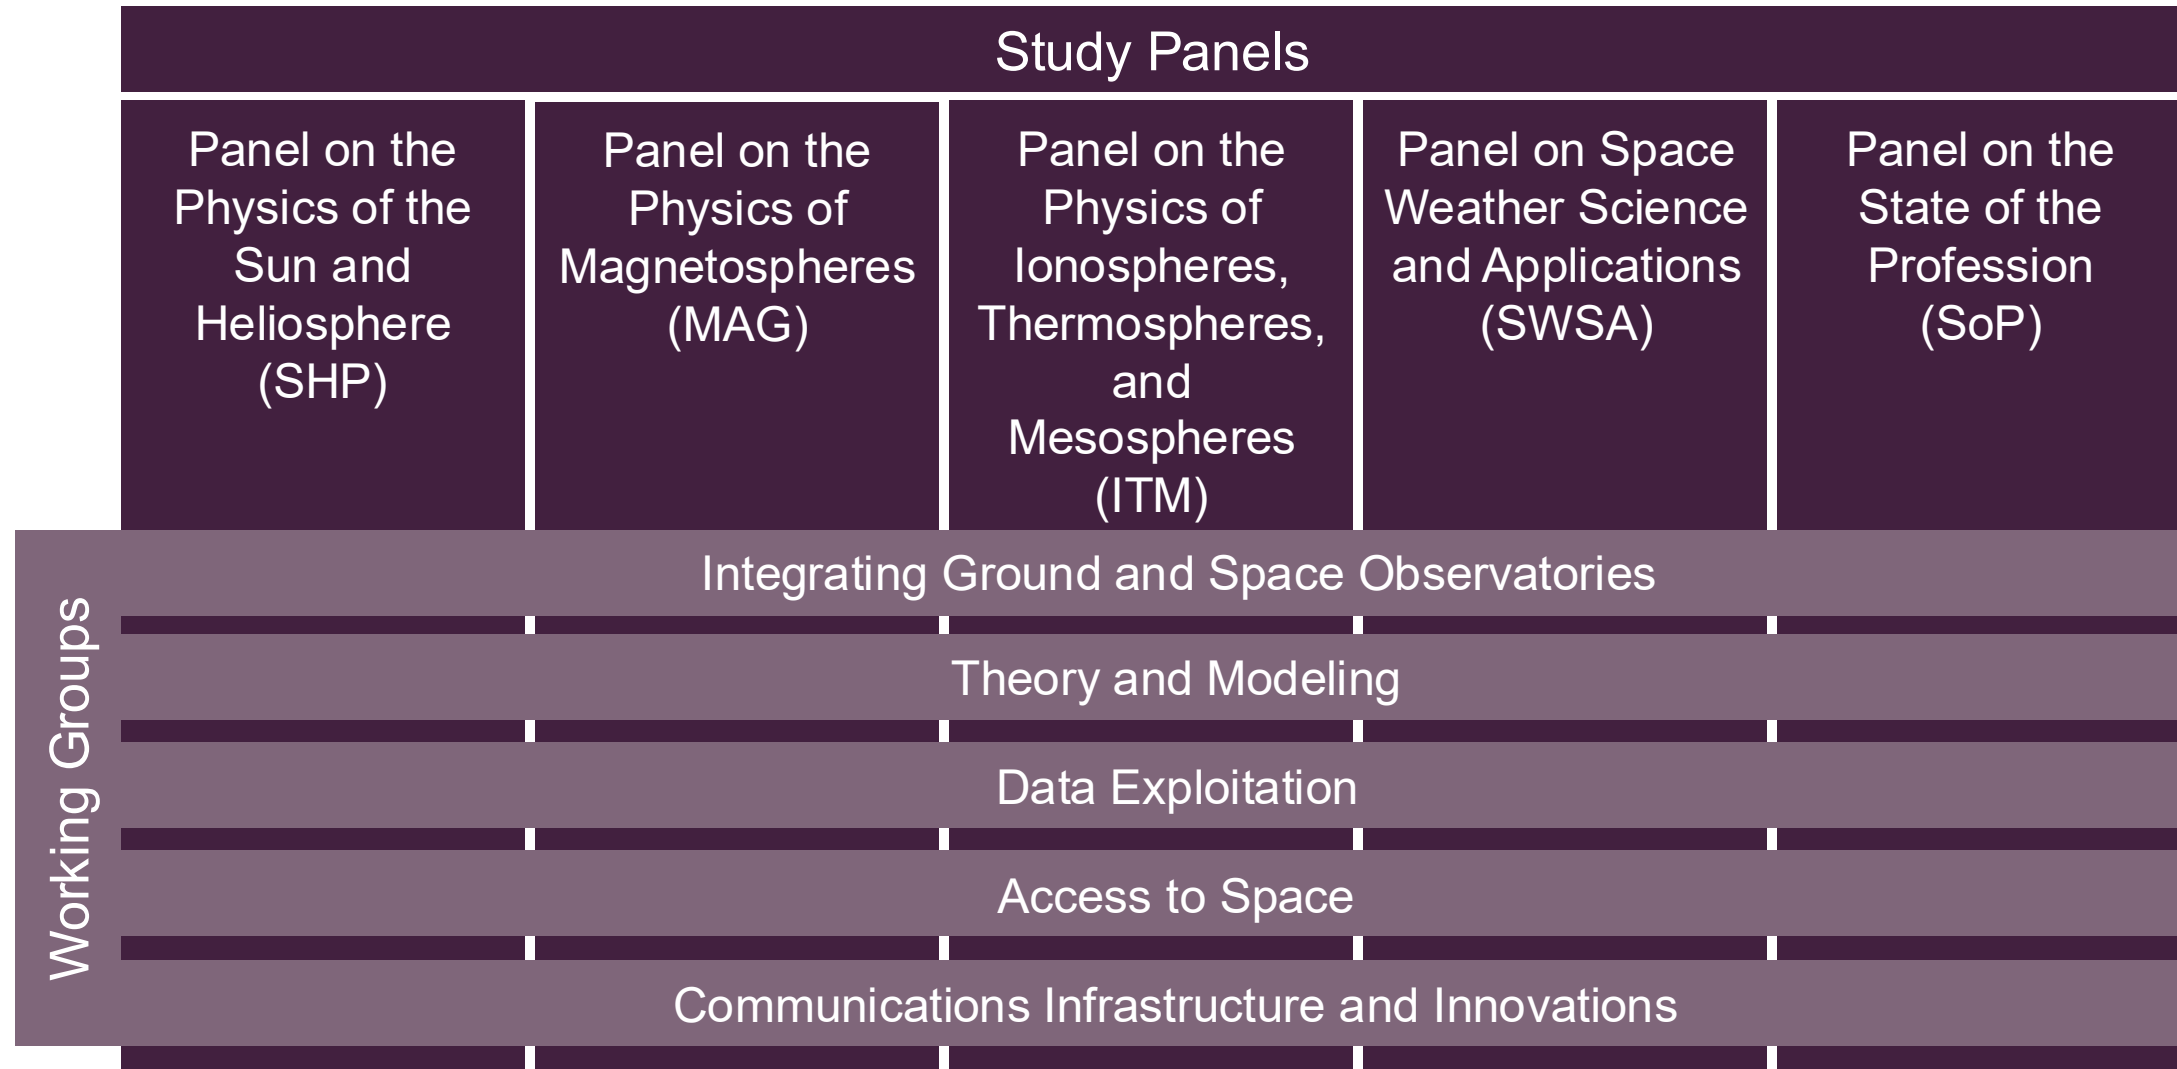 Study Panels
Panel on the
Physics of the
Sun and
Heliosphere
(SHP)
Panel on the
Physics of
Magnetospheres
(MAG)
Panel on the
Physics of
Ionospheres,
Thermospheres,
and
Mesospheres
(ITM)
Panel on Space
Weather Science
and Applications
(SWSA)
Panel on the
State of the
Profession
(SoP)
Working Groups
Integrating Ground and Space Observatories
Theory and Modeling
Data Exploitation
Access to Space
Communications Infrastructure and Innovations